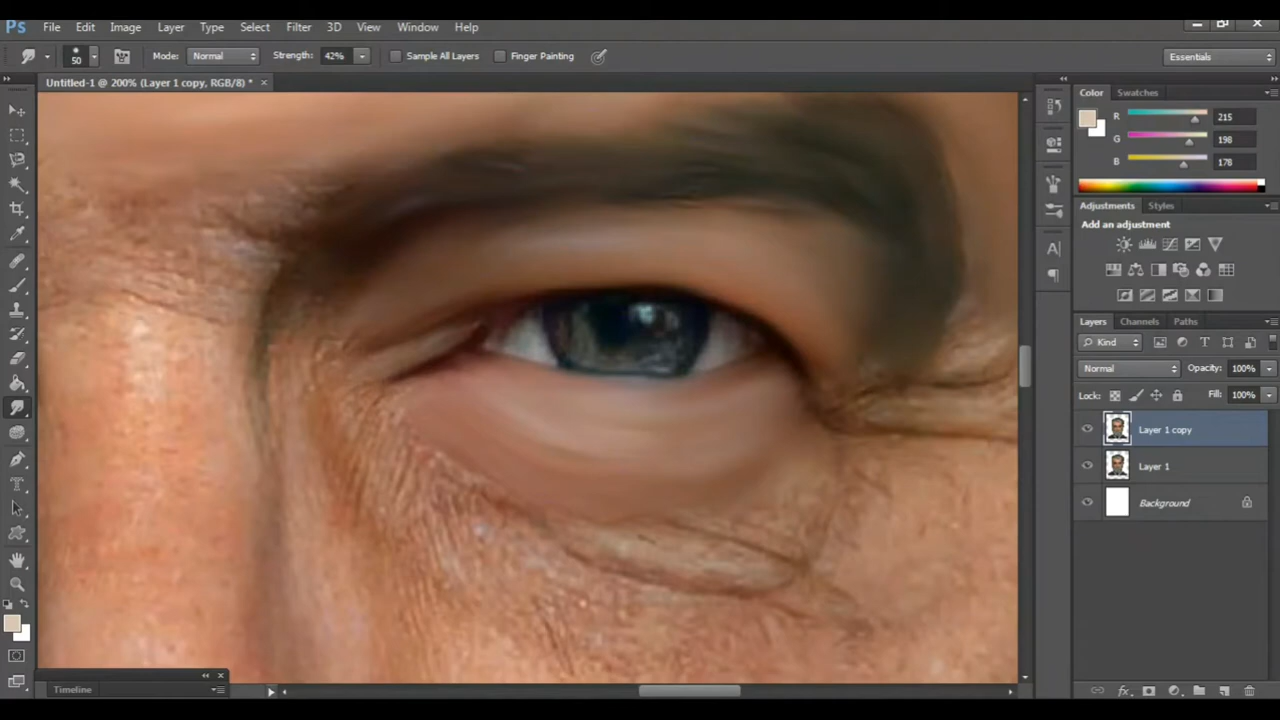 Ps File Edit Image Layer Type Select Filter 3D View Window Help
50 Mode: Normal Strength: 42% Sample All Layers Finger Painting Essentials
Untitled-1 @ 200% (Layer 1 copy, RGB/8) *
Color Swatches
R 215
G 198
B 178
Adjustments Styles
Add an adjustment
Layers Channels Paths
Kind
Normal Opacity: 100%
Lock: Fill: 100%
Layer 1 copy
Layer 1
Background
Timeline